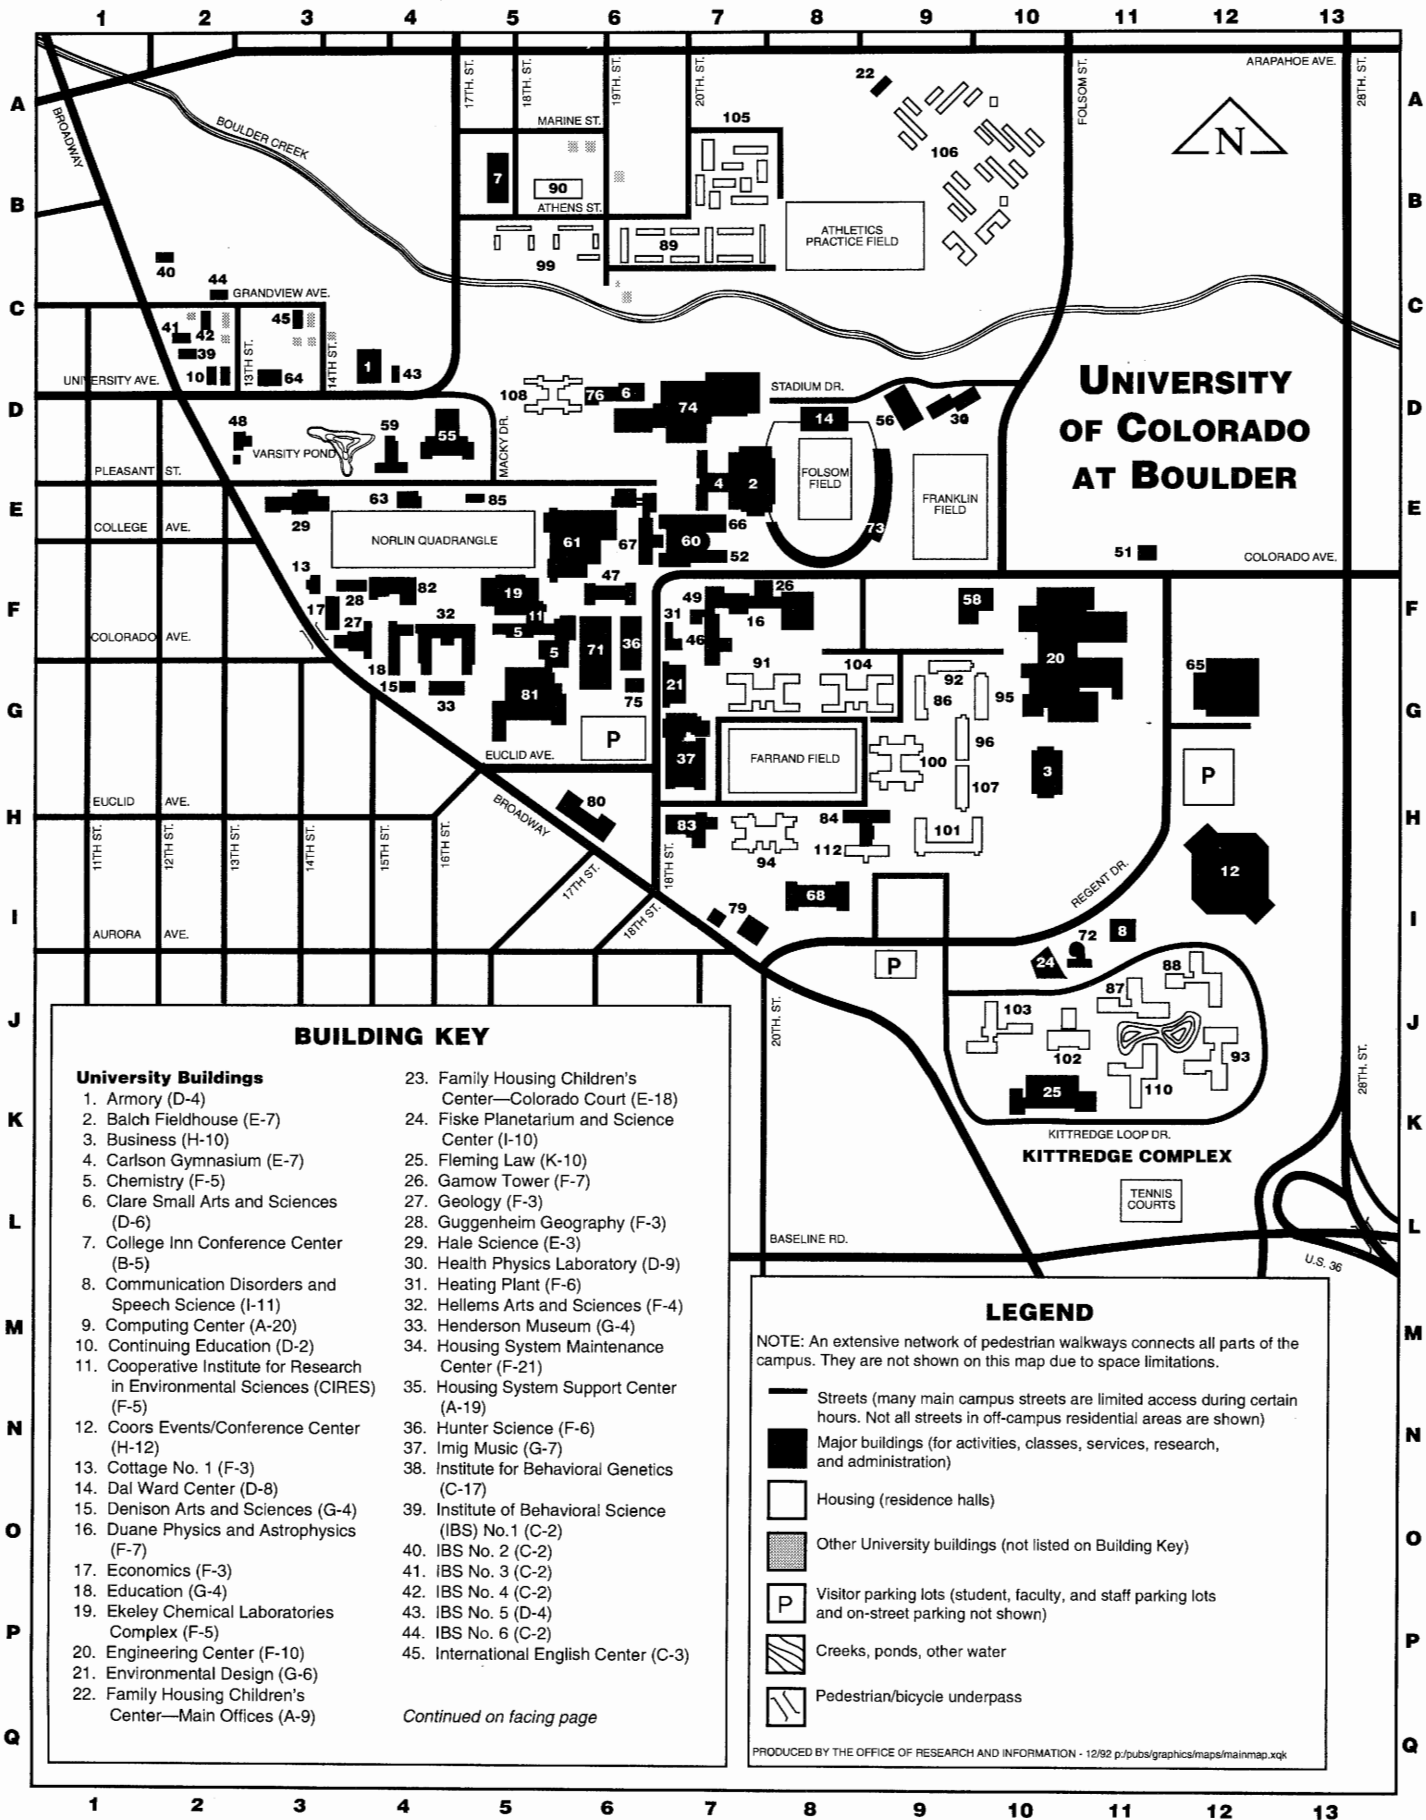 1 2 3 4 5 6 7 8 9 10 11 12 13
ARAPAHOE AVE.
A A
BROADWAY
BOULDER CREEK
17TH. ST.
18TH. ST.
19TH. ST.
20TH. ST.
FOLSOM ST.
28TH. ST.
MARINE ST.
22
105
106
N
7
90
B B
ATHENS ST.
99
89
ATHLETICS
PRACTICE FIELD
40
44
GRANDVIEW AVE.
C C
41
42
45
39
13TH ST.
14TH ST.
10
64
1
43
UNIVERSITY AVE.
108
76
6
74
STADIUM DR.
14
56
UNIVERSITY
OF COLORADO
AT BOULDER
D D
48
VARSITY POND
59
55
MACKY DR.
PLEASANT ST.
4
2
FOLSOM
FIELD
73
FRANKLIN
FIELD
E E
29
63
85
COLLEGE AVE.
NORLIN QUADRANGLE
61
67
66
60
52
51
COLORADO AVE.
13
28
82
19
47
49
26
58
F F
17
27
32
11
5
31
16
COLORADO AVE.
18
5
71
36
46
91
104
20
65
15
33
81
75
21
92
86
95
G G
P
EUCLID AVE.
37
FARRAND FIELD
96
100
3
P
107
EUCLID AVE.
BROADWAY
80
H H
83
84
94
112
101
11TH ST.
12TH ST.
13TH ST.
14TH ST.
15TH ST.
16TH ST.
17TH ST.
18TH ST.
18TH ST.
68
REGENT DR.
12
I I
AURORA AVE.
79
8
72
24
P
88
87
J J
103
102
93
110
20TH. ST.
28TH. ST.
25
K K
KITTREDGE LOOP DR.
KITTREDGE COMPLEX
TENNIS
COURTS
L L
BASELINE RD.
U.S. 36
BUILDING KEY
University Buildings
1. Armory (D-4)
2. Balch Fieldhouse (E-7)
3. Business (H-10)
4. Carlson Gymnasium (E-7)
5. Chemistry (F-5)
6. Clare Small Arts and Sciences
(D-6)
7. College Inn Conference Center
(B-5)
8. Communication Disorders and
Speech Science (I-11)
9. Computing Center (A-20)
10. Continuing Education (D-2)
11. Cooperative Institute for Research
in Environmental Sciences (CIRES)
(F-5)
12. Coors Events/Conference Center
(H-12)
13. Cottage No. 1 (F-3)
14. Dal Ward Center (D-8)
15. Denison Arts and Sciences (G-4)
16. Duane Physics and Astrophysics
(F-7)
17. Economics (F-3)
18. Education (G-4)
19. Ekeley Chemical Laboratories
Complex (F-5)
20. Engineering Center (F-10)
21. Environmental Design (G-6)
22. Family Housing Children's
Center—Main Offices (A-9)
23. Family Housing Children's
Center—Colorado Court (E-18)
24. Fiske Planetarium and Science
Center (I-10)
25. Fleming Law (K-10)
26. Gamow Tower (F-7)
27. Geology (F-3)
28. Guggenheim Geography (F-3)
29. Hale Science (E-3)
30. Health Physics Laboratory (D-9)
31. Heating Plant (F-6)
32. Hellems Arts and Sciences (F-4)
33. Henderson Museum (G-4)
34. Housing System Maintenance
Center (F-21)
35. Housing System Support Center
(A-19)
36. Hunter Science (F-6)
37. Imig Music (G-7)
38. Institute for Behavioral Genetics
(C-17)
39. Institute of Behavioral Science
(IBS) No.1 (C-2)
40. IBS No. 2 (C-2)
41. IBS No. 3 (C-2)
42. IBS No. 4 (C-2)
43. IBS No. 5 (D-4)
44. IBS No. 6 (C-2)
45. International English Center (C-3)
Continued on facing page
LEGEND
M M
NOTE: An extensive network of pedestrian walkways connects all parts of the
campus. They are not shown on this map due to space limitations.
Streets (many main campus streets are limited access during certain
hours. Not all streets in off-campus residential areas are shown)
N N
Major buildings (for activities, classes, services, research,
and administration)
Housing (residence halls)
O O
Other University buildings (not listed on Building Key)
P
Visitor parking lots (student, faculty, and staff parking lots
and on-street parking not shown)
P P
Creeks, ponds, other water
Pedestrian/bicycle underpass
Q Q
PRODUCED BY THE OFFICE OF RESEARCH AND INFORMATION - 12/92 p:/pubs/graphics/maps/mainmap.xqk
1 2 3 4 5 6 7 8 9 10 11 12 13